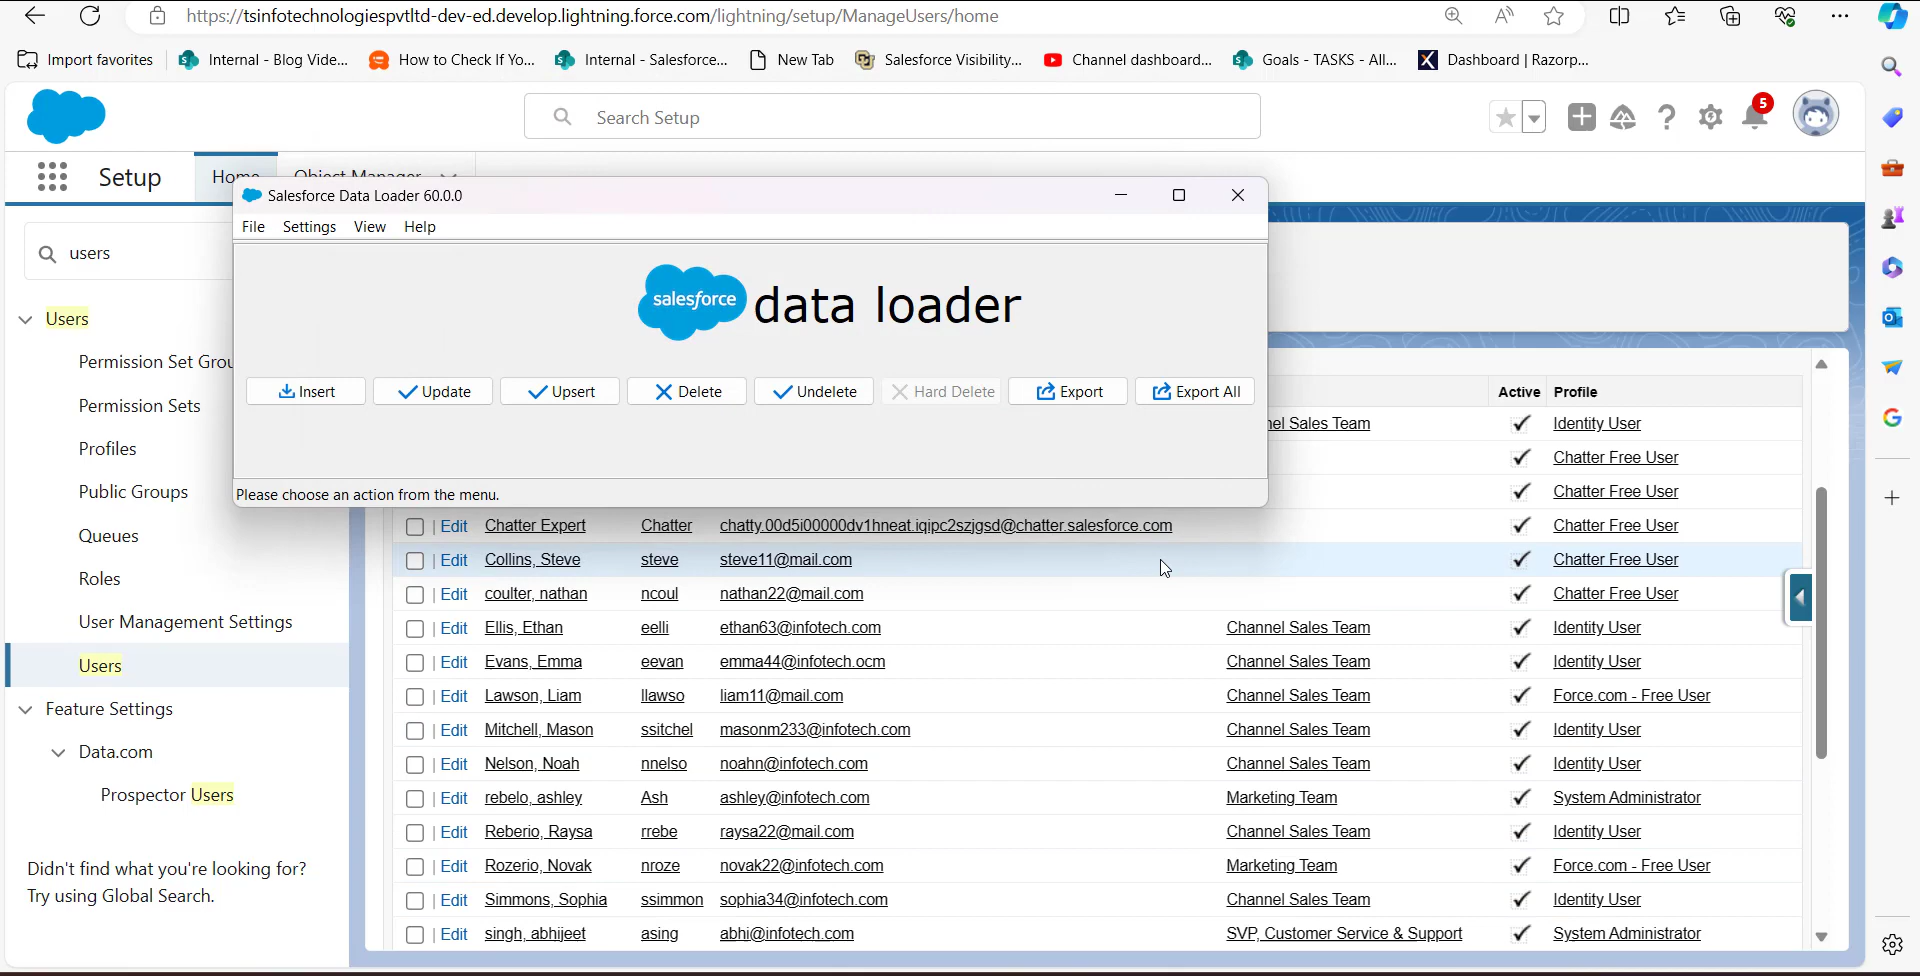 https://tsinfotechnologiespvtltd-dev-ed.develop.lightning.force.com/lightning/setup/ManageUsers/home
Import favorites
Internal - Blog Vide...
How to Check If Yo...
Internal - Salesforce...
New Tab
Salesforce Visibility...
Channel dashboard...
Goals - TASKS - All...
Dashboard | Razorp...
Search Setup
5
Setup
Home
Object Manager
Salesforce Data Loader 60.0.0
File Settings View Help
salesforce data loader
Insert Update Upsert Delete Undelete Hard Delete Export Export All
Please choose an action from the menu.
users
Users
Permission Set Grou
Permission Sets
Profiles
Public Groups
Queues
Roles
User Management Settings
Users
Feature Settings
Data.com
Prospector Users
Didn't find what you're looking for?
Try using Global Search.
Active Profile
nel Sales Team Identity User
Chatter Free User
Chatter Free User
Edit Chatter Expert Chatter chatty.00d5i00000dv1hneat.iqipc2szjgsd@chatter.salesforce.com Chatter Free User
Edit Collins, Steve steve steve11@mail.com Chatter Free User
Edit coulter, nathan ncoul nathan22@mail.com Chatter Free User
Edit Ellis, Ethan eelli ethan63@infotech.com Channel Sales Team Identity User
Edit Evans, Emma eevan emma44@infotech.ocm Channel Sales Team Identity User
Edit Lawson, Liam llawso liam11@mail.com Channel Sales Team Force.com - Free User
Edit Mitchell, Mason ssitchel masonm233@infotech.com Channel Sales Team Identity User
Edit Nelson, Noah nnelso noahn@infotech.com Channel Sales Team Identity User
Edit rebelo, ashley Ash ashley@infotech.com Marketing Team System Administrator
Edit Reberio, Raysa rrebe raysa22@mail.com Channel Sales Team Identity User
Edit Rozerio, Novak nroze novak22@infotech.com Marketing Team Force.com - Free User
Edit Simmons, Sophia ssimmon sophia34@infotech.com Channel Sales Team Identity User
Edit singh, abhijeet asing abhi@infotech.com SVP, Customer Service & Support System Administrator